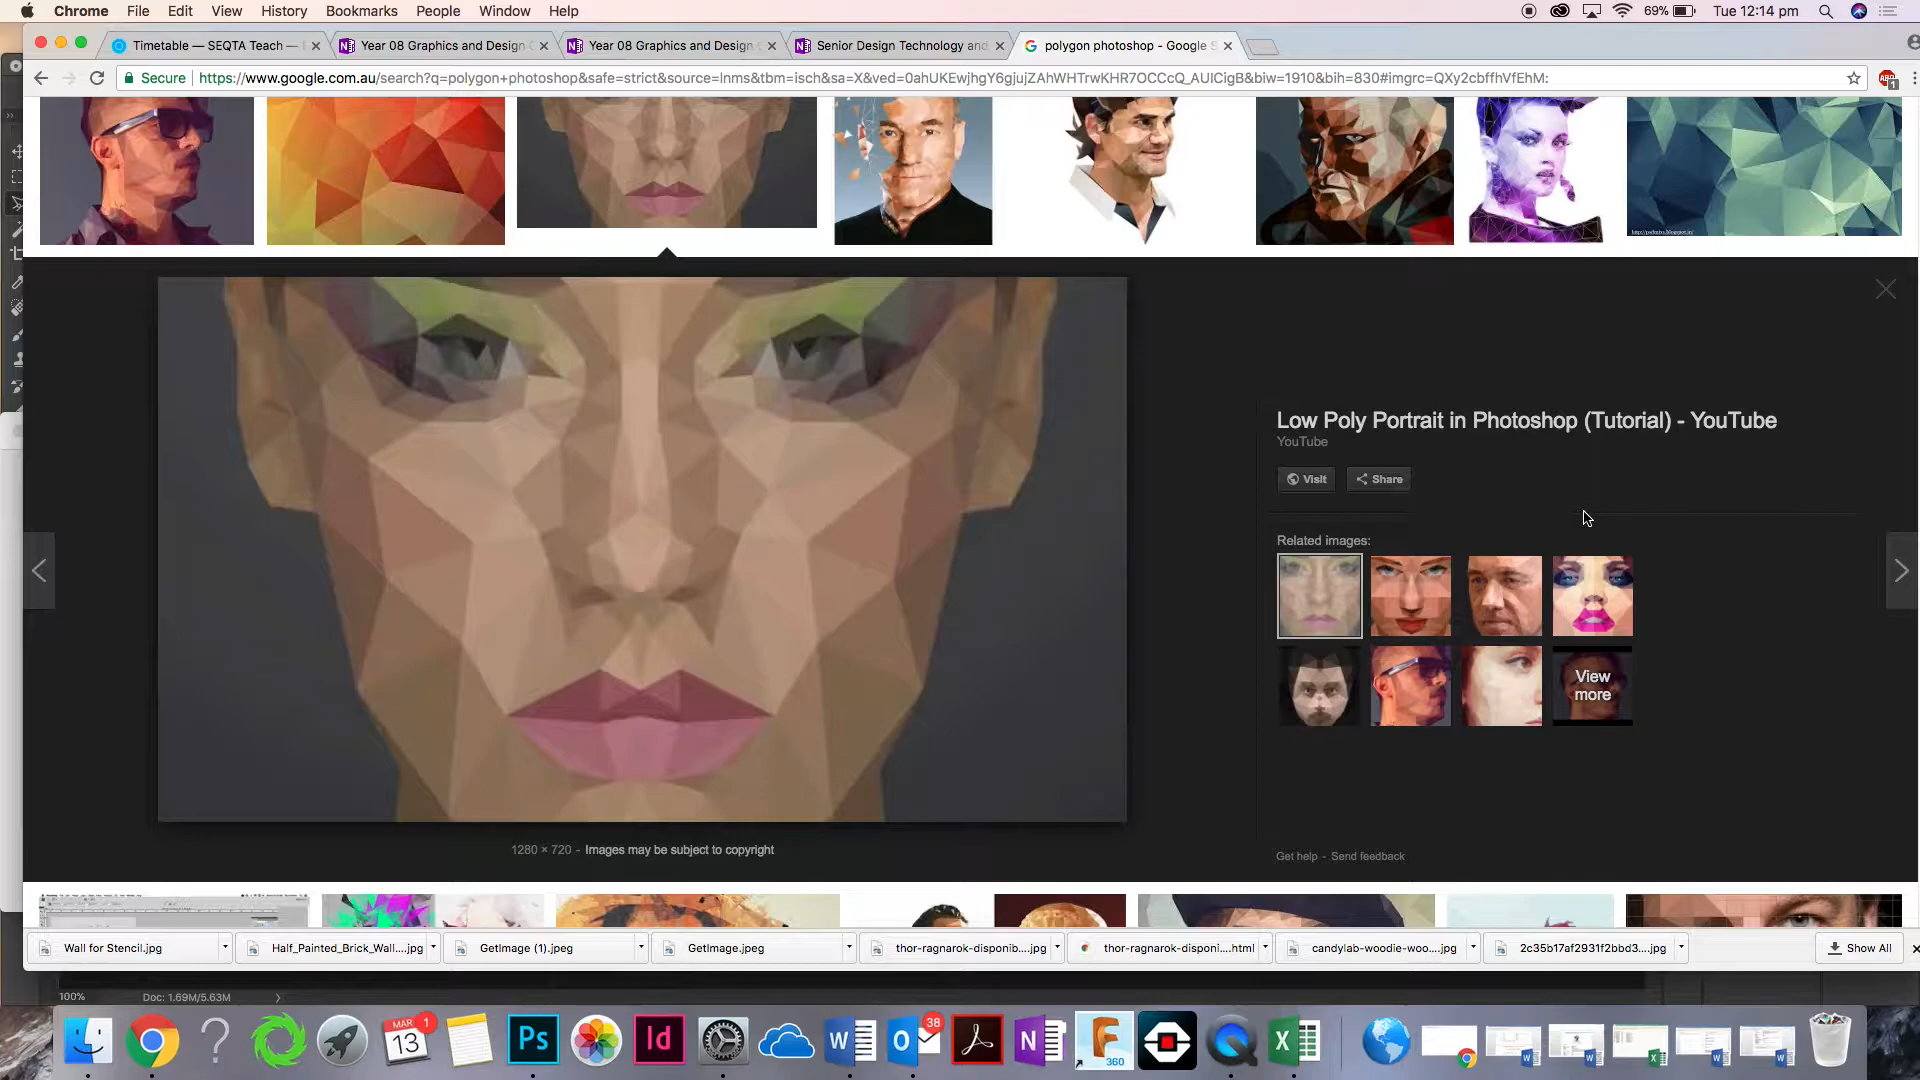 Chrome File Edit View History Bookmarks People Window Help 69% Tue 12:14 pm
Timetable — SEQTA Teach — Year 08 Graphics and Design Year 08 Graphics and Design Senior Design Technology and polygon photoshop - Google S
Secure https://www.google.com.au/search?q=polygon+photoshop&safe=strict&source=lnms&tbm=isch&sa=X&ved=0ahUKEwjhgY6gjujZAhWHTrwKHR7OCCcQ_AUICigB&biw=1910&bih=830#imgrc=QXy2cbffhVfEhM:
Low Poly Portrait in Photoshop (Tutorial) - YouTube
YouTube
Visit Share
Related images:
View
more
1280 × 720 - Images may be subject to copyright
Get help - Send feedback
Wall for Stencil.jpg Half_Painted_Brick_Wall....jpg GetImage (1).jpeg GetImage.jpeg thor-ragnarok-disponib....jpg thor-ragnarok-disponi....html candylab-woodie-woo....jpg 2c35b17af2931f2bbd3....jpg Show All
100% Doc: 1.69M/5.63M
MAR 1
13 Ps Id W O 38 N F 360 X